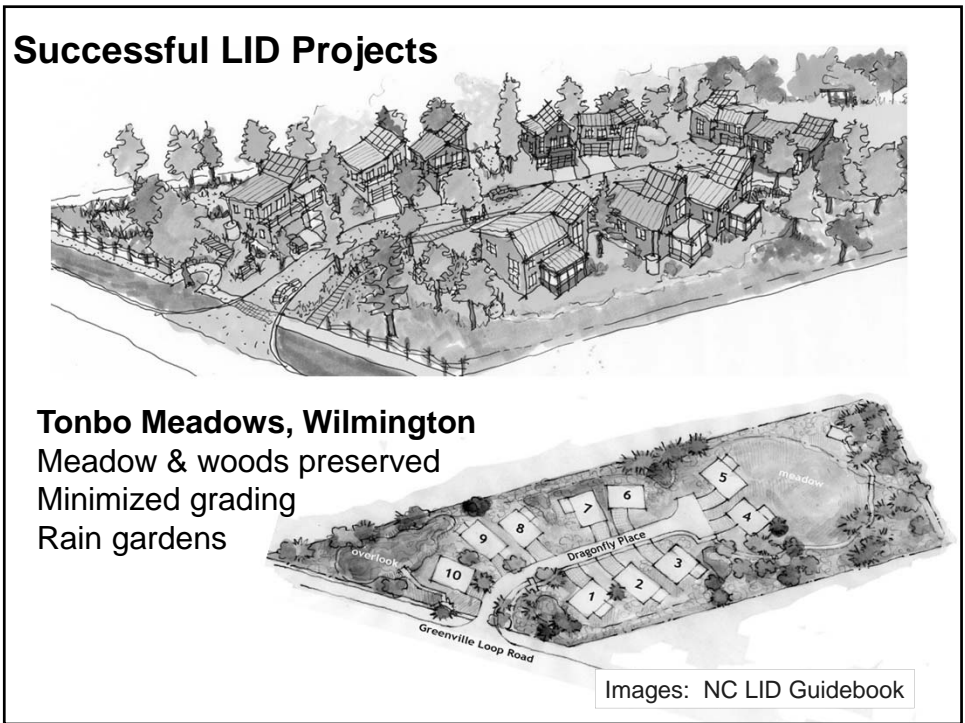 Successful LID Projects
Tonbo Meadows, Wilmington
Meadow & woods preserved
Minimized grading
Rain gardens
5
meadow
6
7
4
8
Dragonfly Place
9
3
overlook
10
2
1
Greenville Loop Road
Images: NC LID Guidebook